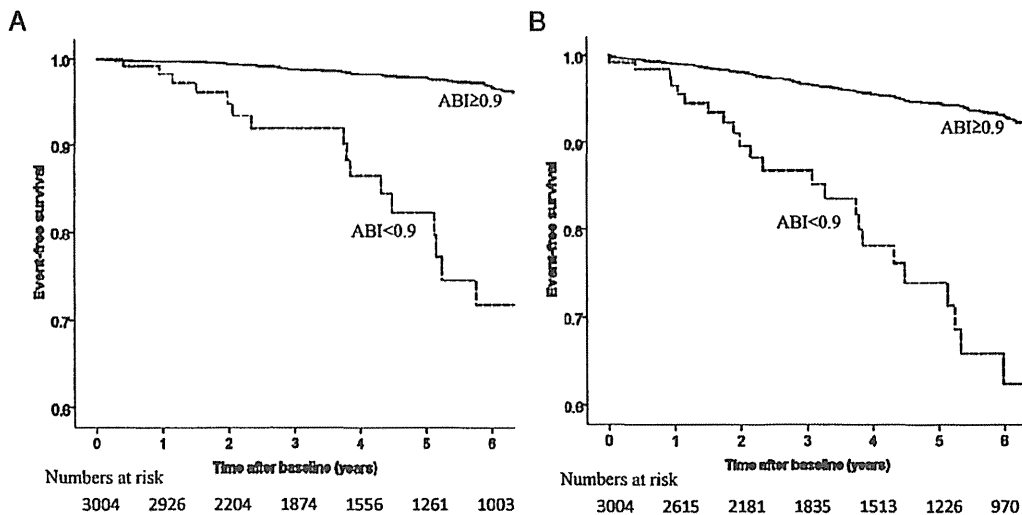 A
1.0
0.9
0.8
0.7
0.6
Event-free survival
ABI≥0.9
ABI<0.9
0 1 2 3 4 5 6
Time after baseline (years)
Numbers at risk
3004 2926 2204 1874 1556 1261 1003
B
1.0
0.9
0.8
0.7
0.6
Event-free survival
ABI≥0.9
ABI<0.9
0 1 2 3 4 5 6
Time after baseline (years)
Numbers at risk
3004 2615 2181 1835 1513 1226 970